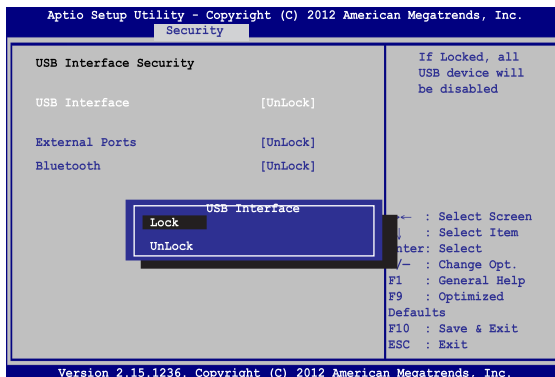 Aptio Setup Utility - Copyright (C) 2012 American Megatrends, Inc.
Security
USB Interface Security
USB Interface [UnLock]
External Ports [UnLock]
Bluetooth [UnLock]
If Locked, all
USB device will
be disabled
USB Interface
Lock
UnLock
← : Select Screen
↓ : Select Item
nter: Select
/— : Change Opt.
F1 : General Help
F9 : Optimized
Defaults
F10 : Save & Exit
ESC : Exit
Version 2.15.1236. Copyright (C) 2012 American Megatrends, Inc.